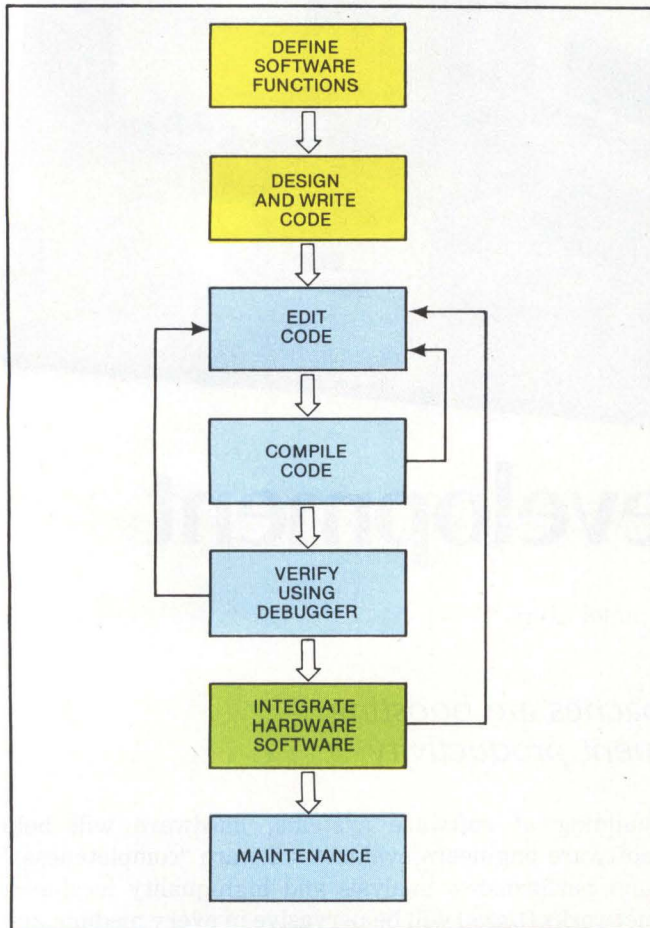 DEFINE
SOFTWARE
FUNCTIONS
DESIGN
AND WRITE
CODE
EDIT
CODE
COMPILE
CODE
VERIFY
USING
DEBUGGER
INTEGRATE
HARDWARE
SOFTWARE
MAINTENANCE